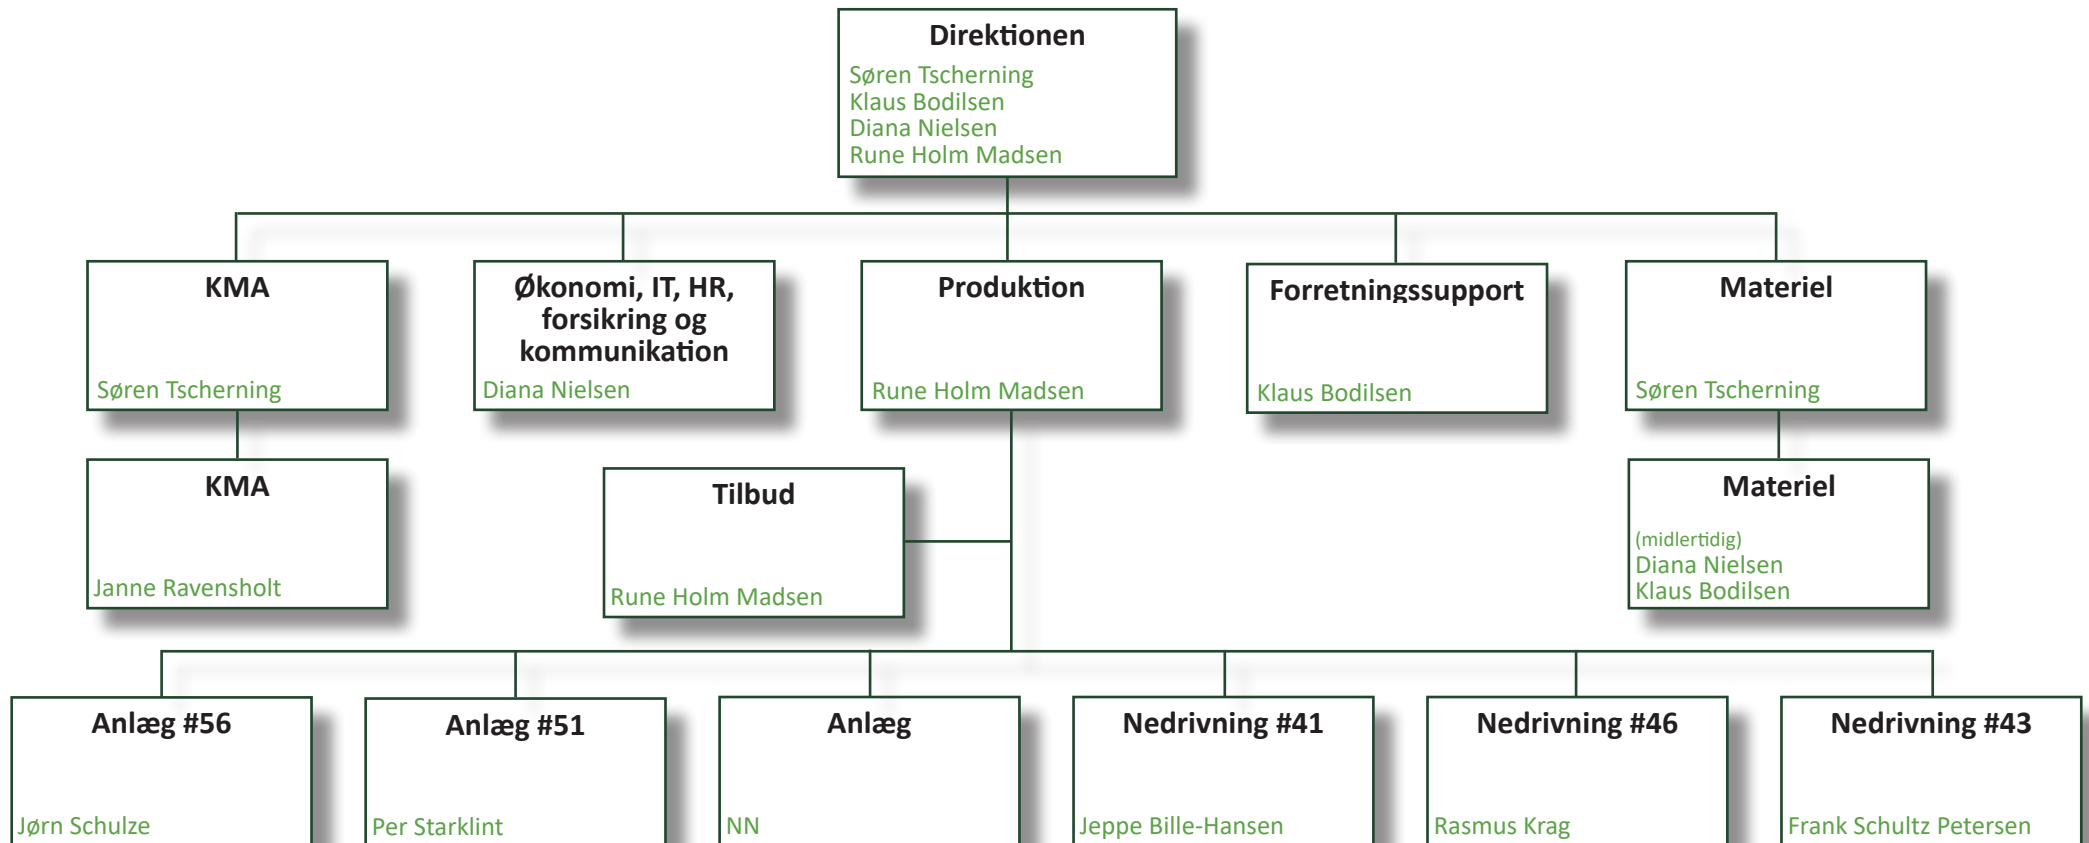 Direktionen
Søren Tscherning
Klaus Bodilsen
Diana Nielsen
Rune Holm Madsen
KMA
Søren Tscherning
Økonomi, IT, HR,
forsikring og
kommunikation
Diana Nielsen
Produktion
Rune Holm Madsen
Forretningssupport
Klaus Bodilsen
Materiel
Søren Tscherning
KMA
Janne Ravensholt
Tilbud
Rune Holm Madsen
Materiel
(midlertidig)
Diana Nielsen
Klaus Bodilsen
Anlæg #56
Jørn Schulze
Anlæg #51
Per Starklint
Anlæg
NN
Nedrivning #41
Jeppe Bille-Hansen
Nedrivning #46
Rasmus Krag
Nedrivning #43
Frank Schultz Petersen